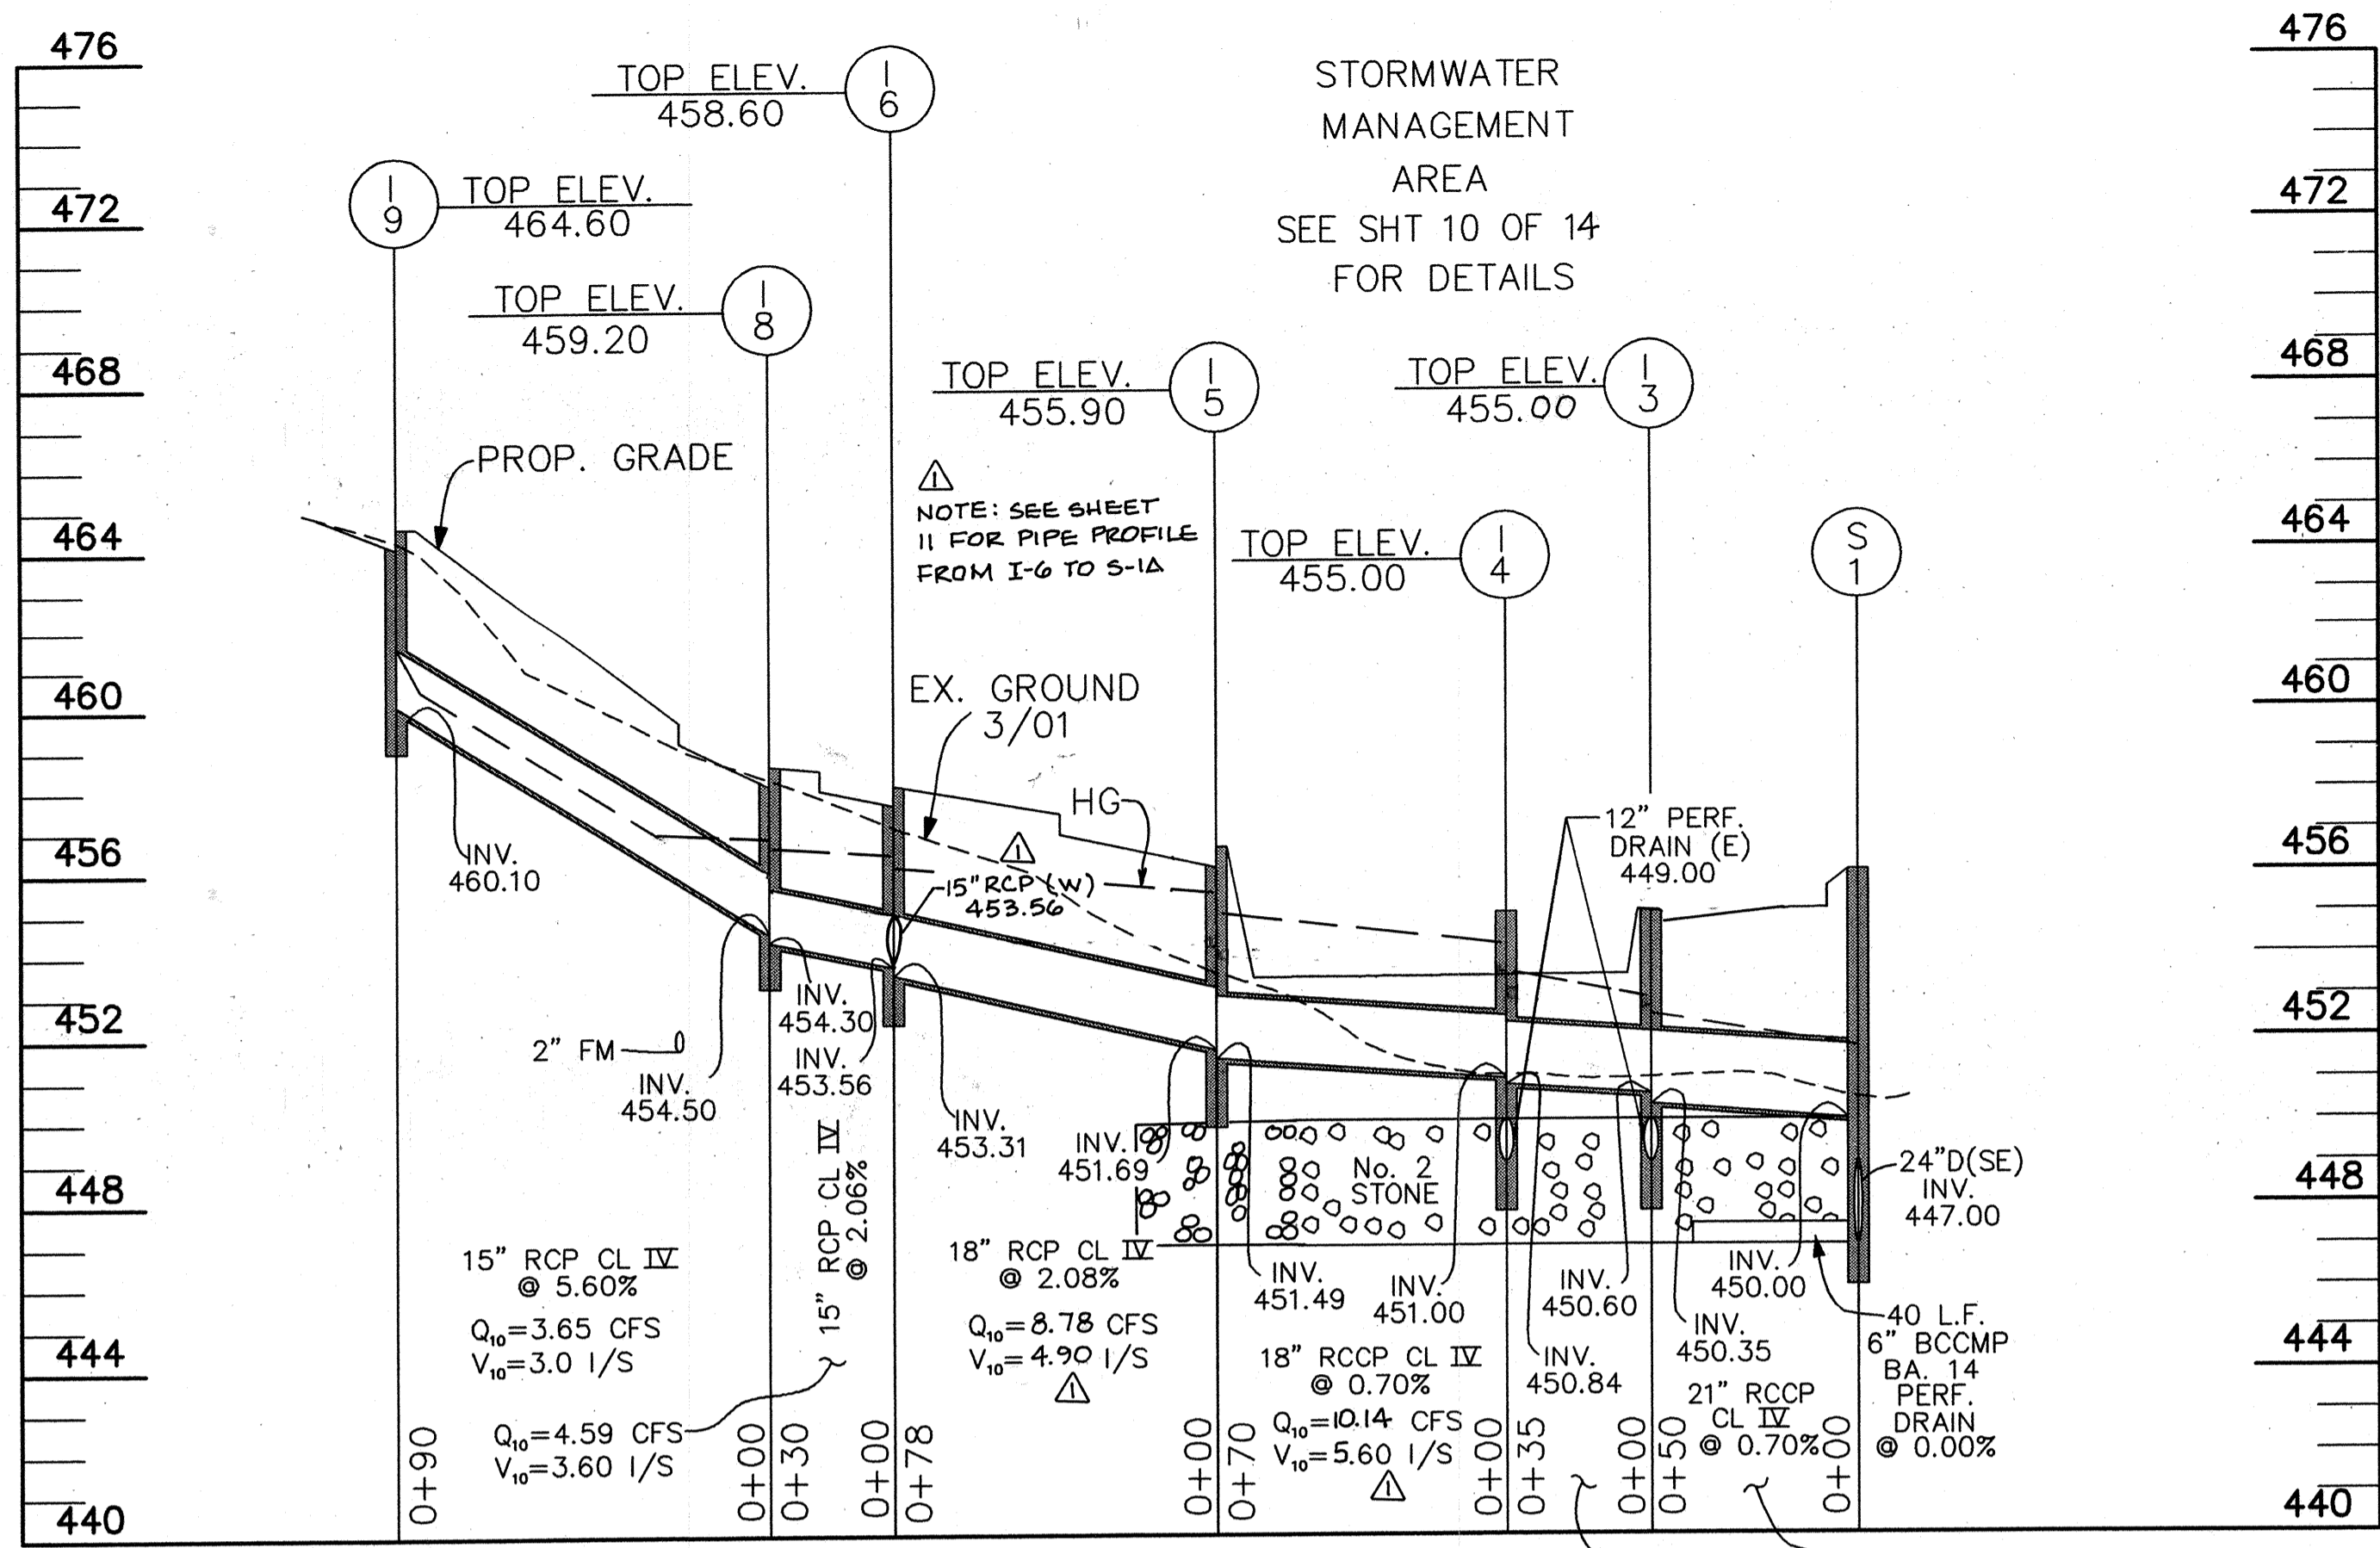 476
472
468
464
460
456
452
448
444
440
TOP ELEV.
458.60
I
6
I
9
TOP ELEV.
464.60
TOP ELEV.
459.20
I
8
STORMWATER
MANAGEMENT
AREA
SEE SHT 10 OF 14
FOR DETAILS
TOP ELEV.
455.90
I
5
TOP ELEV.
455.00
I
3
PROP. GRADE
1
NOTE: SEE SHEET
11 FOR PIPE PROFILE
FROM I-6 TO S-1A
TOP ELEV.
455.00
I
4
S
1
EX. GROUND
3/01
HG
1
15" RCP (W)
453.56
12" PERF.
DRAIN (E)
449.00
INV.
460.10
2" FM
INV.
454.50
INV.
454.30
INV.
453.56
INV.
453.31
INV.
451.69
No. 2
STONE
24"D(SE)
INV.
447.00
15" RCP CL IV
@ 5.60%
Q10=3.65 CFS
V10=3.0 1/S
Q10=4.59 CFS
V10=3.60 1/S
15" RCP CL IV
@ 2.06%
18" RCP CL IV
@ 2.08%
Q10=8.78 CFS
V10=4.90 1/S
1
INV.
451.49
INV.
451.00
INV.
450.60
INV.
450.00
INV.
450.84
INV.
450.35
18" RCCP CL IV
@ 0.70%
Q10=10.14 CFS
V10=5.60 1/S
1
21" RCCP
CL IV
@ 0.70%
40 L.F.
6" BCCMP
BA. 14
PERF.
DRAIN
@ 0.00%
0+90
0+00
0+30
0+00
0+78
0+00
0+70
0+00
0+35
0+00
0+50
0+00
476
472
468
464
460
456
452
448
444
440